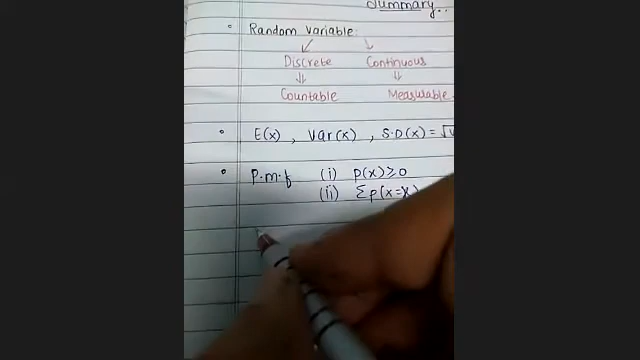 Summary..
• Random variable:
Discrete Continuous
Countable Measurable.
• E(x) , Var(x) , S.D(x) = √
• P.m.f (i) p(x) ≥ 0
(ii) Σp(x=x)